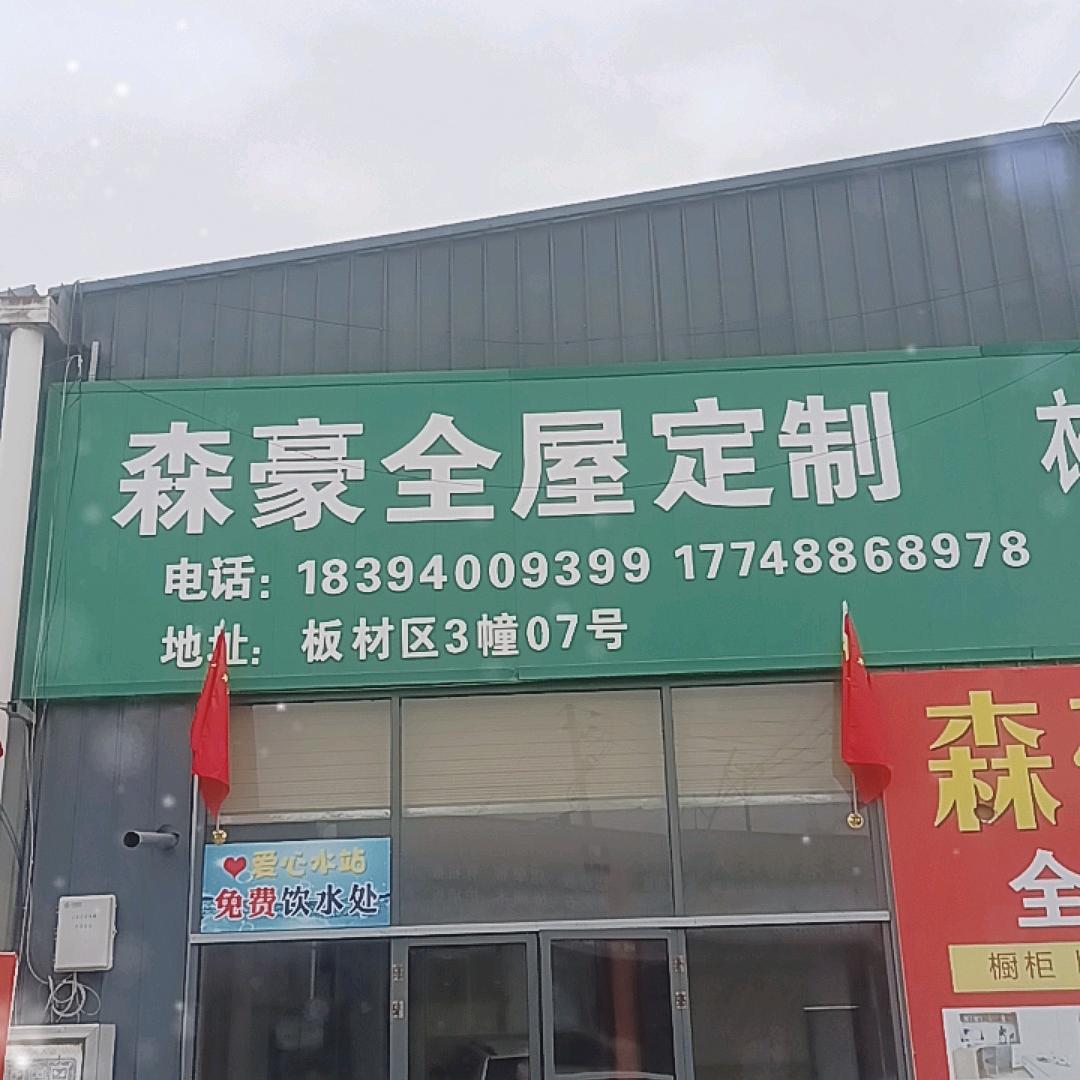 森豪全屋定制
电话：18394009399 17748868978
地址：板材区3幢07号
爱心水站
免费饮水处
森
全
橱柜